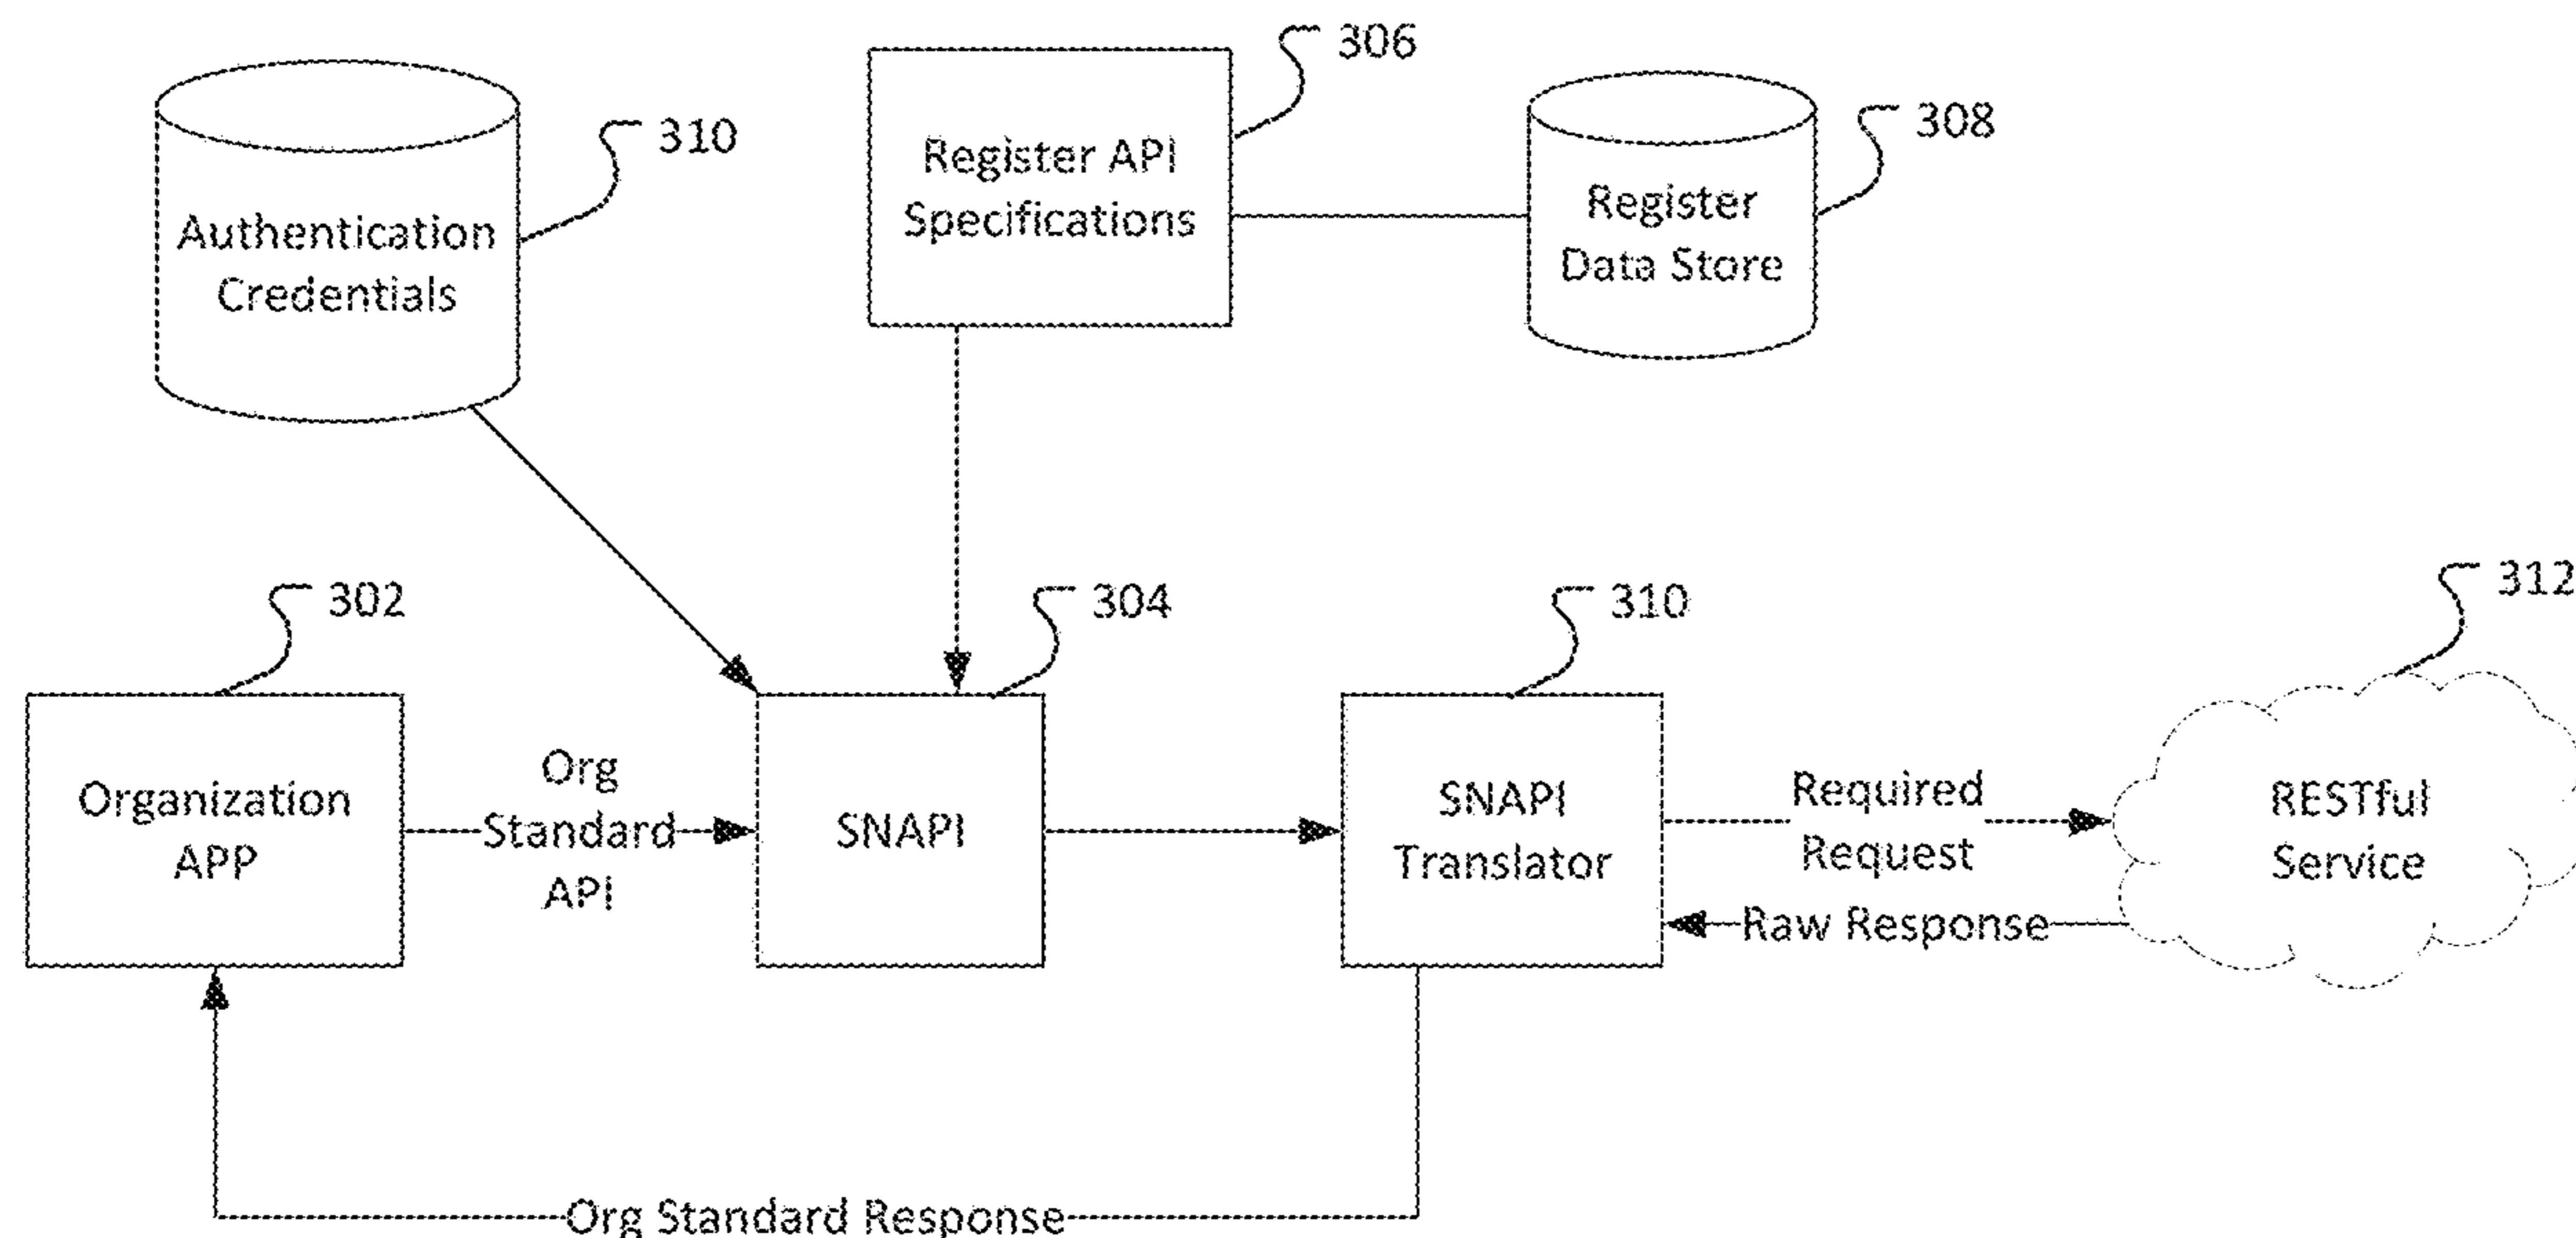 306
310
308
Register API
Specifications
Register
Data Store
Authentication
Credentials
302
304
310
312
Organization
APP
Org
Standard
API
SNAPI
SNAPI
Translator
Required
Request
Raw Response
RESTful
Service
Org Standard Response